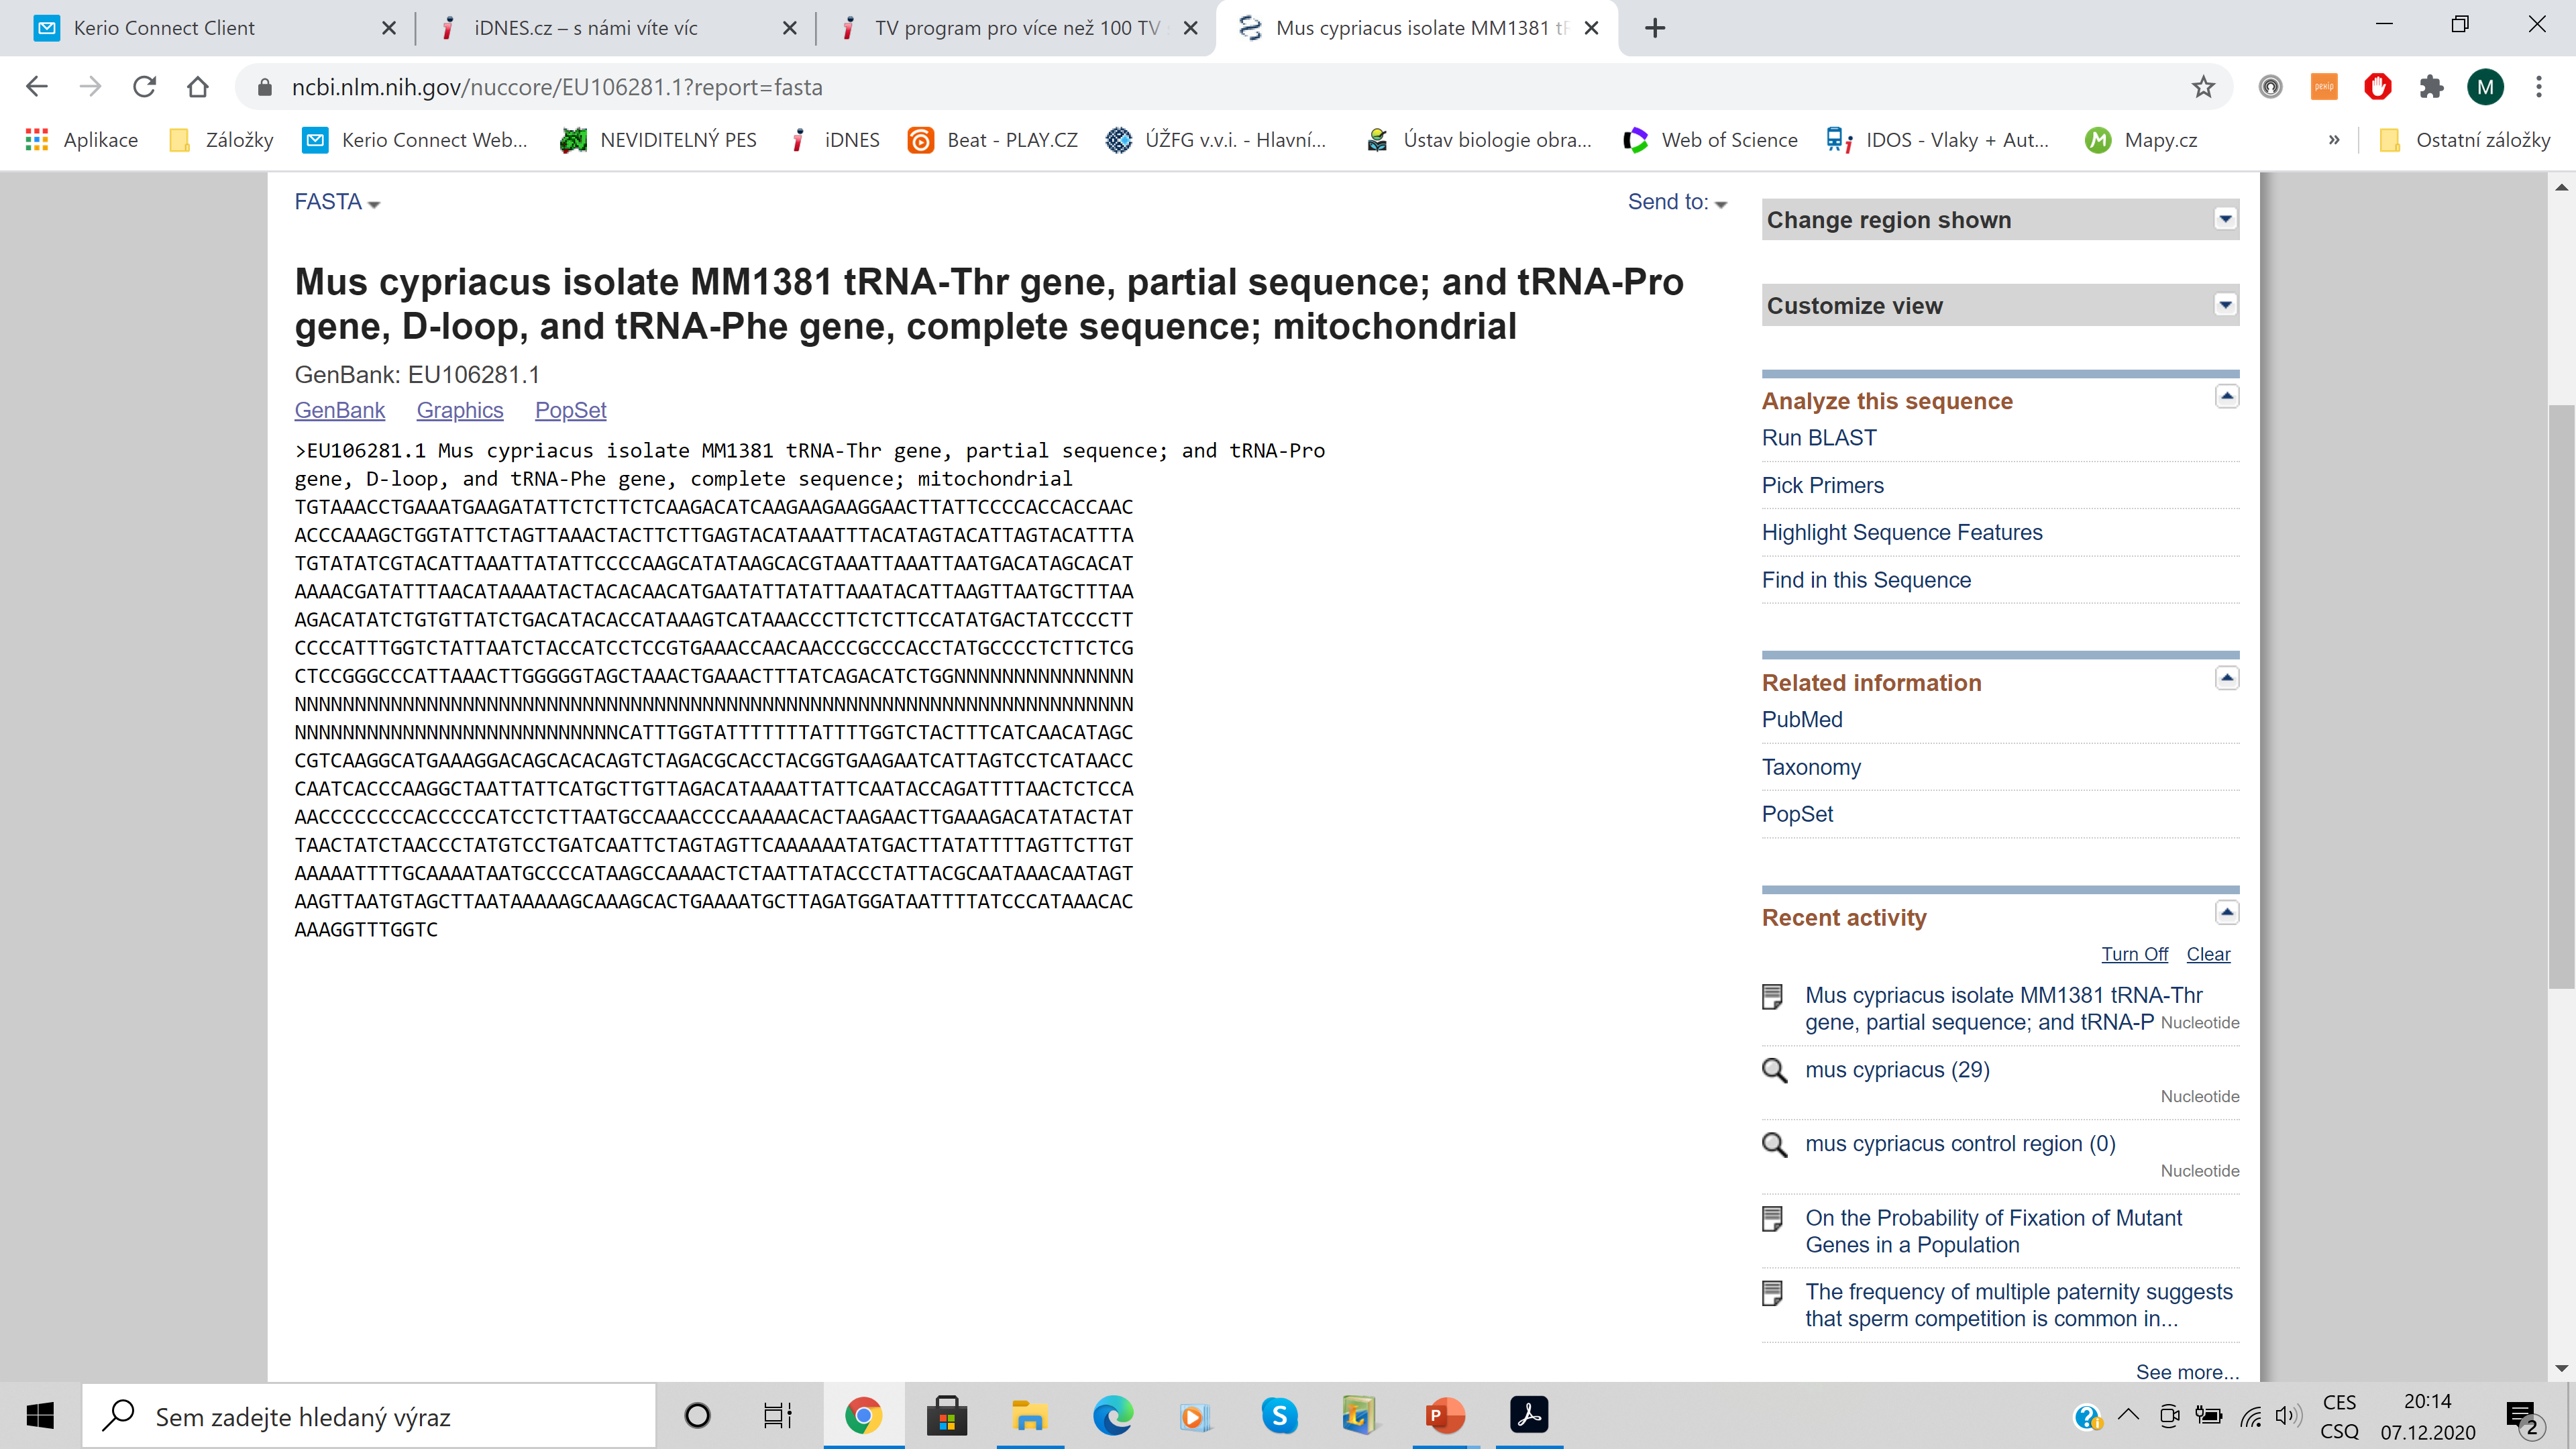 Kerio Connect Client
iDNES.cz – s námi víte víc
TV program pro více než 100 TV
Mus cypriacus isolate MM1381 tR
ncbi.nlm.nih.gov/nuccore/EU106281.1?report=fasta
pexip
M
Aplikace
Záložky
Kerio Connect Web...
NEVIDITELNÝ PES
iDNES
Beat - PLAY.CZ
ÚŽFG v.v.i. - Hlavní...
Ústav biologie obra...
Web of Science
IDOS - Vlaky + Aut...
Mapy.cz
»
Ostatní záložky
FASTA
Send to:
Mus cypriacus isolate MM1381 tRNA-Thr gene, partial sequence; and tRNA-Pro
gene, D-loop, and tRNA-Phe gene, complete sequence; mitochondrial
GenBank: EU106281.1
GenBank Graphics PopSet
>EU106281.1 Mus cypriacus isolate MM1381 tRNA-Thr gene, partial sequence; and tRNA-Pro
gene, D-loop, and tRNA-Phe gene, complete sequence; mitochondrial
TGTAAACCTGAAATGAAGATATTCTCTTCTCAAGACATCAAGAAGAAGGAACTTATTCCCCACCACCAAC
ACCCAAAGCTGGTATTCTAGTTAAACTACTTCTTGAGTACATAAATTTACATAGTACATTAGTACATTTA
TGTATATCGTACATTAAATTATATTCCCCAAGCATATAAGCACGTAAATTAAATTAATGACATAGCACAT
AAAACGATATTTAACATAAAATACTACACAACATGAATATTATATTAAATACATTAAGTTAATGCTTTAA
AGACATATCTGTGTTATCTGACATACACCATAAAGTCATAAACCCTTCTCTTCCATATGACTATCCCCTT
CCCCATTTGGTCTATTAATCTACCATCCTCCGTGAAACCAACAACCCGCCCACCTATGCCCCTCTTCTCG
CTCCGGGCCCATTAAACTTGGGGGTAGCTAAACTGAAACTTTATCAGACATCTGGNNNNNNNNNNNNNNN
NNNNNNNNNNNNNNNNNNNNNNNNNNNNNNNNNNNNNNNNNNNNNNNNNNNNNNNNNNNNNNNNNNNNNN
NNNNNNNNNNNNNNNNNNNNNNNNNNNCATTTGGTATTTTTTTATTTTGGTCTACTTTCATCAACATAGC
CGTCAAGGCATGAAAGGACAGCACACAGTCTAGACGCACCTACGGTGAAGAATCATTAGTCCTCATAACC
CAATCACCCAAGGCTAATTATTCATGCTTGTTAGACATAAAATTATTCAATACCAGATTTTAACTCTCCA
AACCCCCCCCACCCCCATCCTCTTAATGCCAAACCCCAAAAACACTAAGAACTTGAAAGACATATACTAT
TAACTATCTAACCCTATGTCCTGATCAATTCTAGTAGTTCAAAAAATATGACTTATATTTTAGTTCTTGT
AAAAATTTTGCAAAATAATGCCCCATAAGCCAAAACTCTAATTATACCCTATTACGCAATAAACAATAGT
AAGTTAATGTAGCTTAATAAAAAGCAAAGCACTGAAAATGCTTAGATGGATAATTTTATCCCATAAACAC
AAAGGTTTGGTC
Change region shown
Customize view
Analyze this sequence
Run BLAST
Pick Primers
Highlight Sequence Features
Find in this Sequence
Related information
PubMed
Taxonomy
PopSet
Recent activity
Turn Off Clear
Mus cypriacus isolate MM1381 tRNA-Thr
gene, partial sequence; and tRNA-P Nucleotide
mus cypriacus (29)
Nucleotide
mus cypriacus control region (0)
Nucleotide
On the Probability of Fixation of Mutant
Genes in a Population
The frequency of multiple paternity suggests
that sperm competition is common in...
See more...
Sem zadejte hledaný výraz
CES
CSQ
20:14
07.12.2020
2